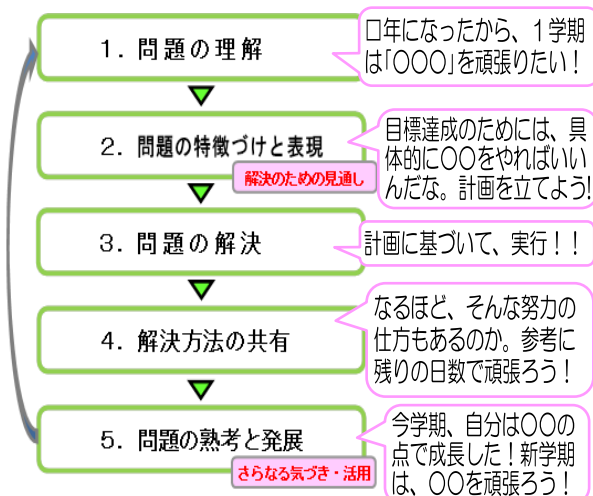 1. 問題の理解
口年になったから、1学期
は「〇〇〇」を頑張りたい！
2. 問題の特徴づけと表現
解決のための見通し
目標達成のためには、具
体的に〇〇をやればいい
んだな。計画を立てよう!
3. 問題の解決
計画に基づいて、実行！！
4. 解決方法の共有
なるほど、そんな努力の
仕方もあるのか。参考に
残りの日数で頑張ろう！
5. 問題の熟考と発展
さらなる気づき・活用
今学期、自分は〇〇の
点で成長した！新学期
は、〇〇を頑張ろう！